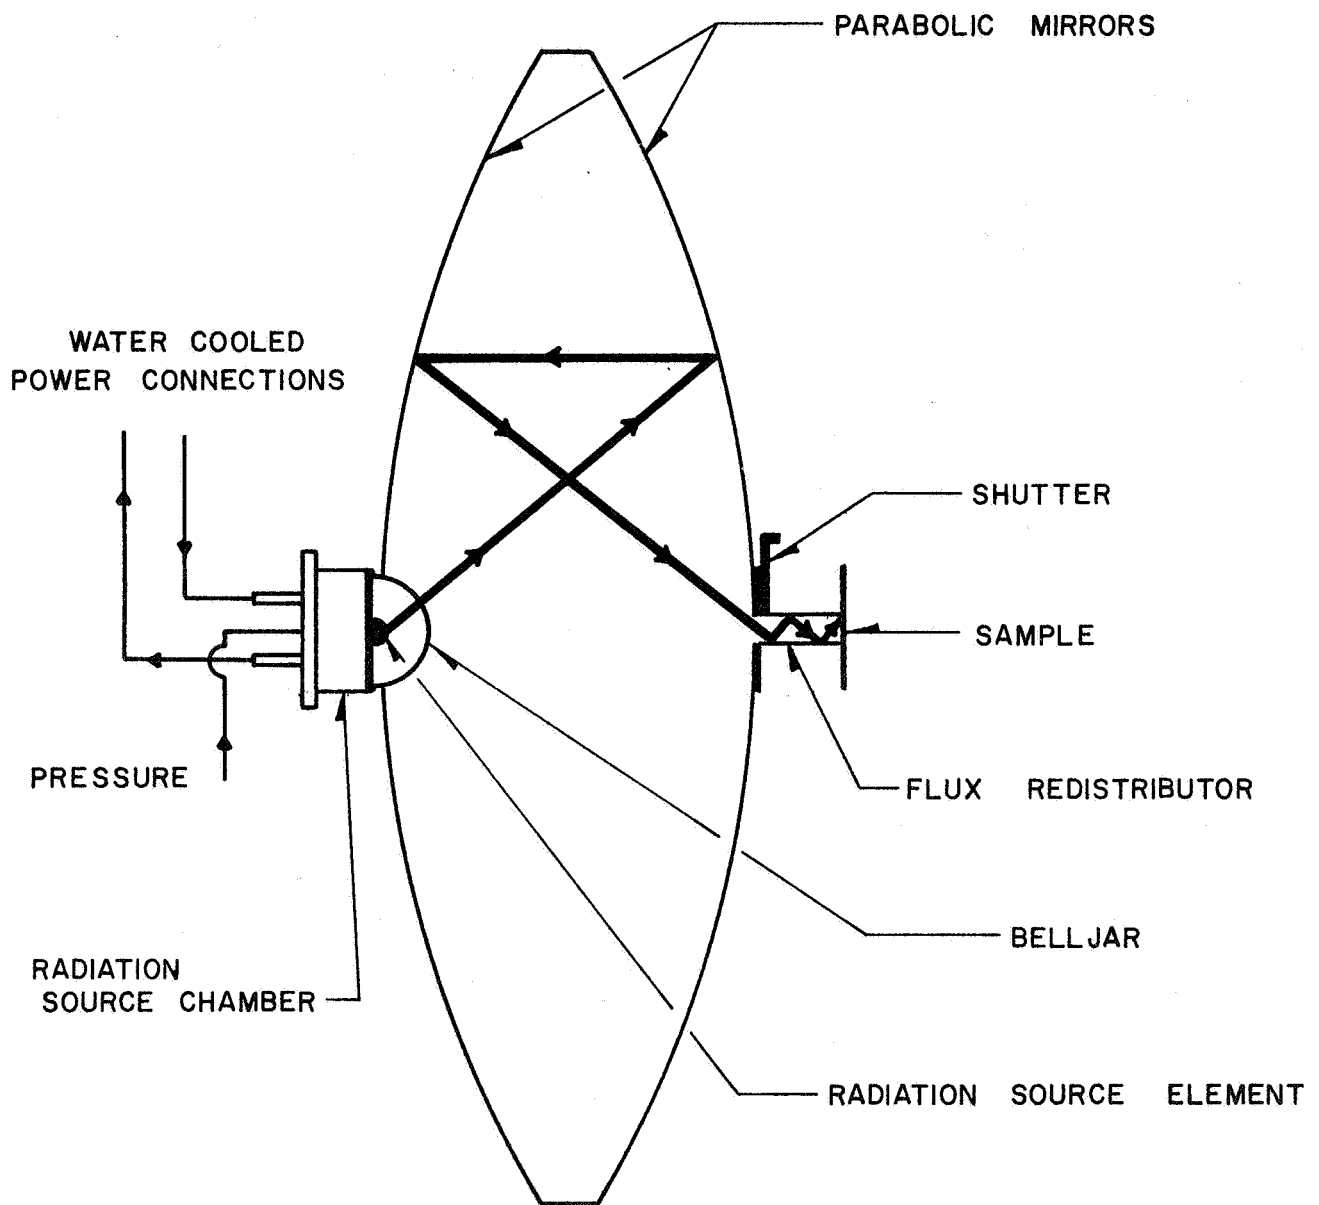 PARABOLIC MIRRORS
WATER COOLED
POWER CONNECTIONS
SHUTTER
SAMPLE
PRESSURE
FLUX REDISTRIBUTOR
BELLJAR
RADIATION
SOURCE CHAMBER
RADIATION SOURCE ELEMENT